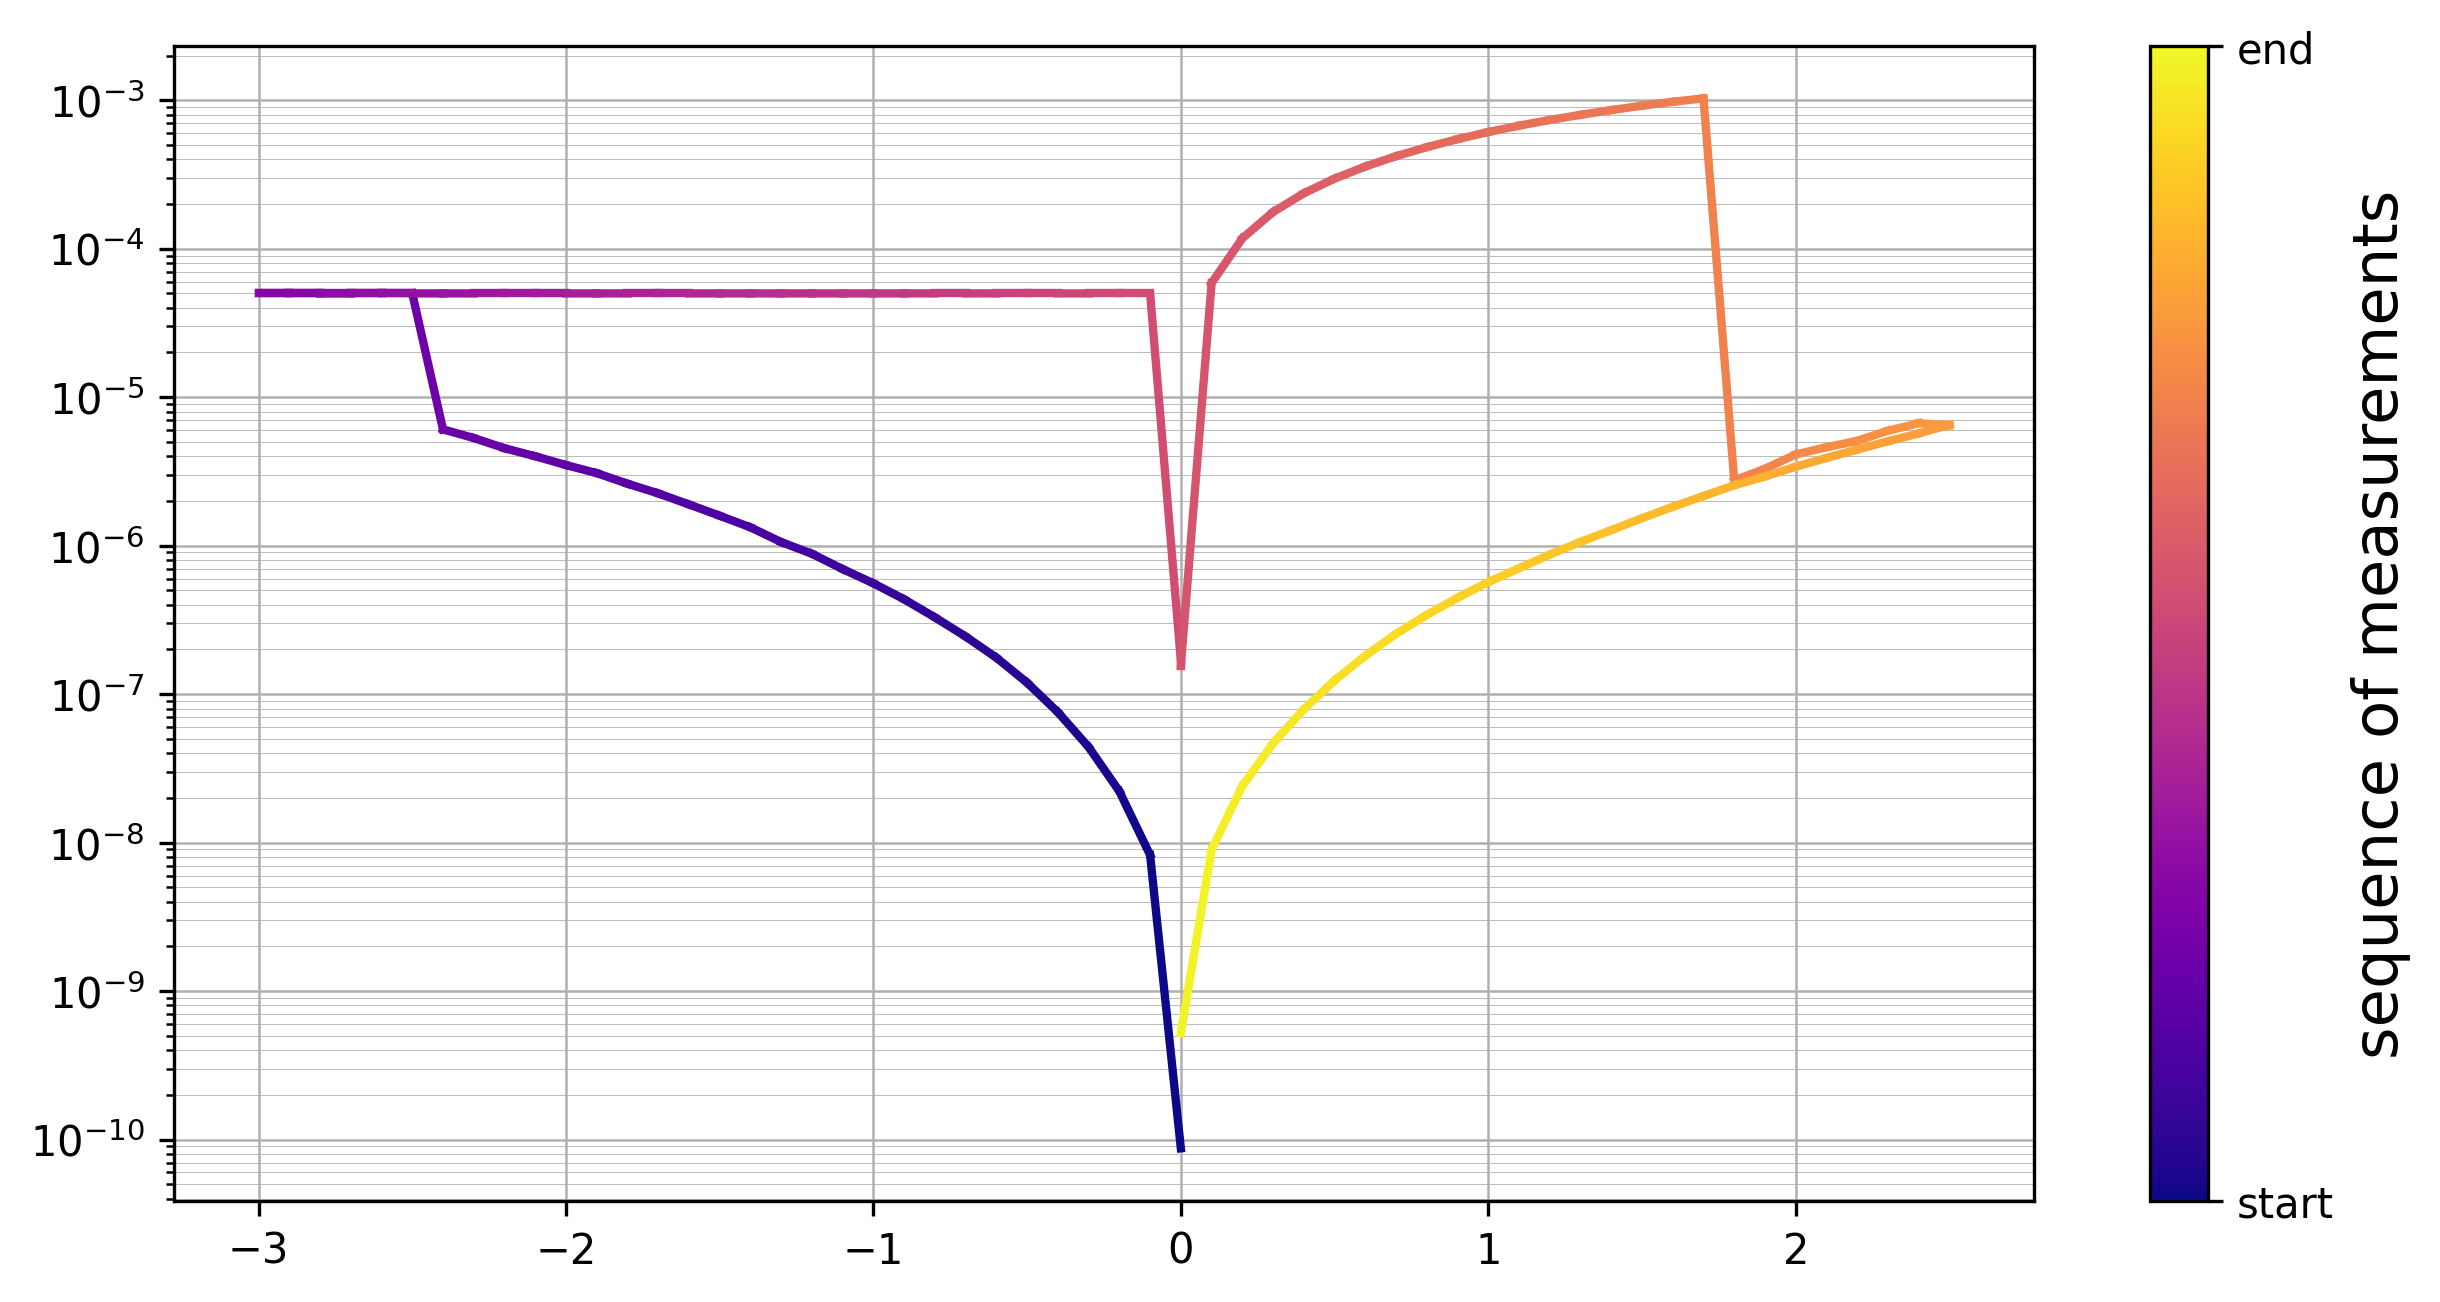 10⁻³
10⁻⁴
10⁻⁵
10⁻⁶
10⁻⁷
10⁻⁸
10⁻⁹
10⁻¹⁰
−3 −2 −1 0 1 2
end
start
sequence of measurements